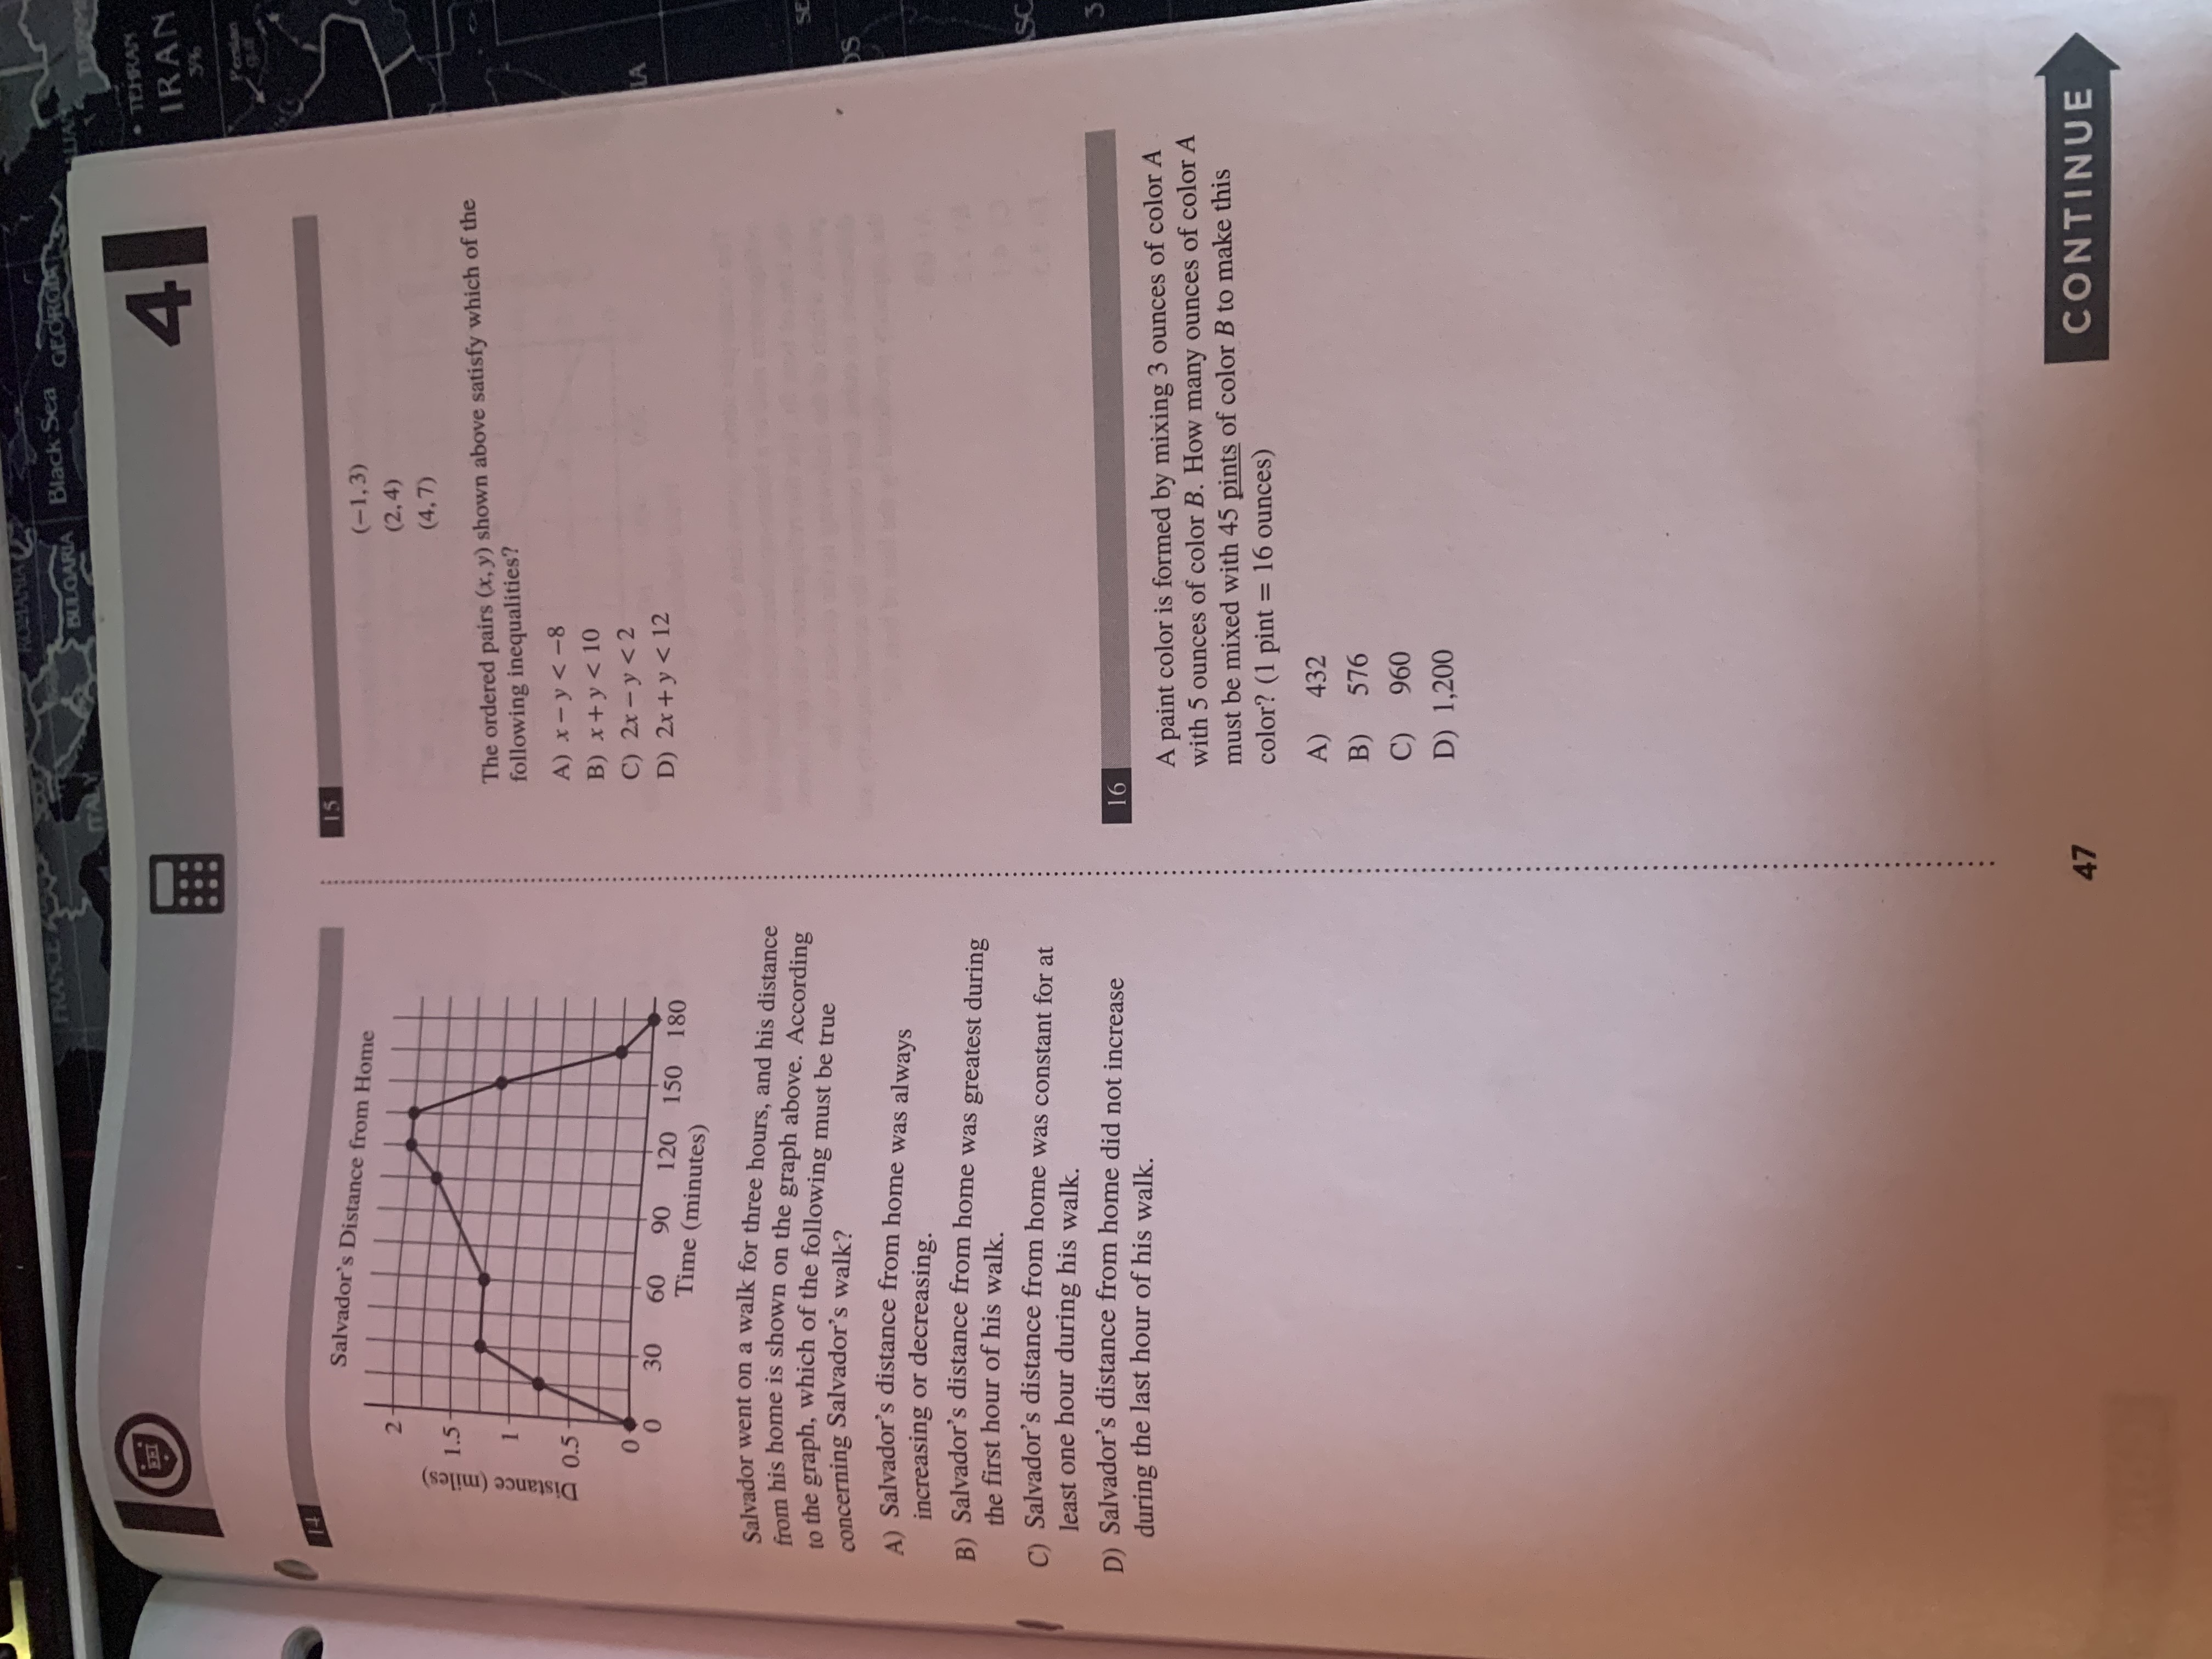 FRANCE
ROMANIA
BULGARIA
Black Sea
GEORGIA
ITALY
TEHRAN
IRAN
Persian
gulf
EEI
4
14
Salvador's Distance from Home
Distance (miles)
2
1.5
1
0.5
0
0 30 60 90 120 150 180
Time (minutes)
Salvador went on a walk for three hours, and his distance
from his home is shown on the graph above. According
to the graph, which of the following must be true
concerning Salvador's walk?
A) Salvador's distance from home was always
increasing or decreasing.
B) Salvador's distance from home was greatest during
the first hour of his walk.
C) Salvador's distance from home was constant for at
least one hour during his walk.
D) Salvador's distance from home did not increase
during the last hour of his walk.
15
(−1,3)
(2,4)
(4,7)
The ordered pairs (x, y) shown above satisfy which of the
following inequalities?
A) x − y < −8
B) x + y < 10
C) 2x − y < 2
D) 2x + y < 12
16
A paint color is formed by mixing 3 ounces of color A
with 5 ounces of color B. How many ounces of color A
must be mixed with 45 pints of color B to make this
color? (1 pint = 16 ounces)
A) 432
B) 576
C) 960
D) 1,200
47
CONTINUE